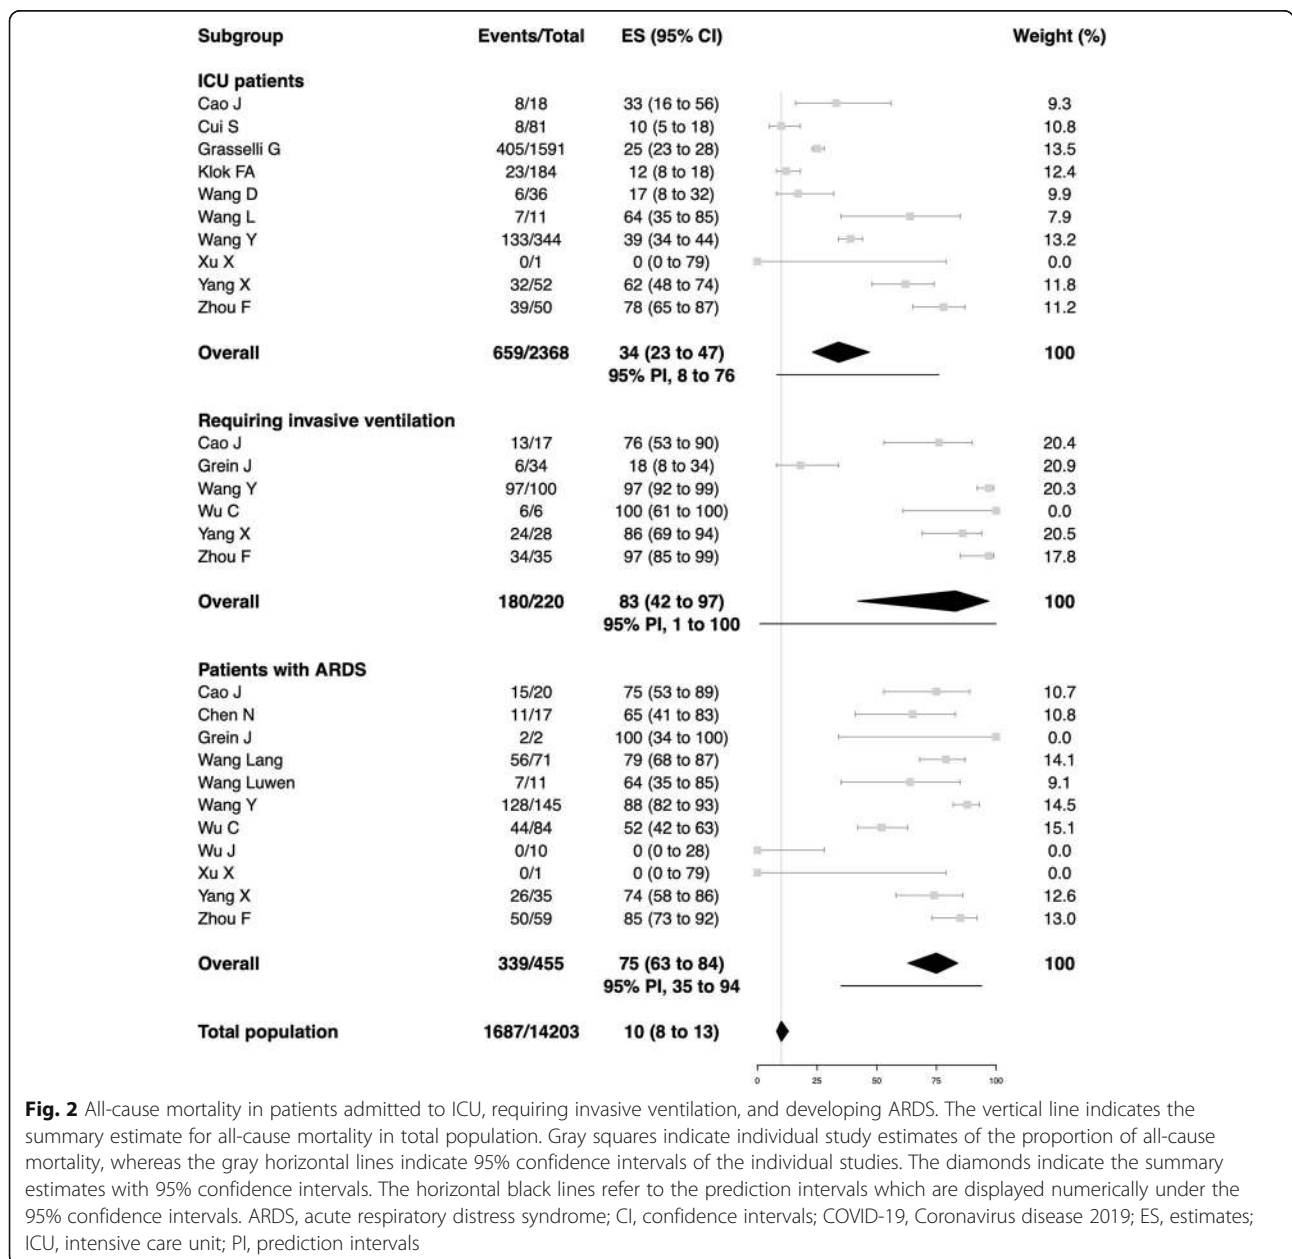 Subgroup Events/Total ES (95% CI) Weight (%)
ICU patients
Cao J 8/18 33 (16 to 56) 9.3
Cui S 8/81 10 (5 to 18) 10.8
Grasselli G 405/1591 25 (23 to 28) 13.5
Klok FA 23/184 12 (8 to 18) 12.4
Wang D 6/36 17 (8 to 32) 9.9
Wang L 7/11 64 (35 to 85) 7.9
Wang Y 133/344 39 (34 to 44) 13.2
Xu X 0/1 0 (0 to 79) 0.0
Yang X 32/52 62 (48 to 74) 11.8
Zhou F 39/50 78 (65 to 87) 11.2
Overall 659/2368 34 (23 to 47) 100
95% PI, 8 to 76
Requiring invasive ventilation
Cao J 13/17 76 (53 to 90) 20.4
Grein J 6/34 18 (8 to 34) 20.9
Wang Y 97/100 97 (92 to 99) 20.3
Wu C 6/6 100 (61 to 100) 0.0
Yang X 24/28 86 (69 to 94) 20.5
Zhou F 34/35 97 (85 to 99) 17.8
Overall 180/220 83 (42 to 97) 100
95% PI, 1 to 100
Patients with ARDS
Cao J 15/20 75 (53 to 89) 10.7
Chen N 11/17 65 (41 to 83) 10.8
Grein J 2/2 100 (34 to 100) 0.0
Wang Lang 56/71 79 (68 to 87) 14.1
Wang Luwen 7/11 64 (35 to 85) 9.1
Wang Y 128/145 88 (82 to 93) 14.5
Wu C 44/84 52 (42 to 63) 15.1
Wu J 0/10 0 (0 to 28) 0.0
Xu X 0/1 0 (0 to 79) 0.0
Yang X 26/35 74 (58 to 86) 12.6
Zhou F 50/59 85 (73 to 92) 13.0
Overall 339/455 75 (63 to 84) 100
95% PI, 35 to 94
Total population 1687/14203 10 (8 to 13)
0 25 50 75 100
Fig. 2 All-cause mortality in patients admitted to ICU, requiring invasive ventilation, and developing ARDS. The vertical line indicates the
summary estimate for all-cause mortality in total population. Gray squares indicate individual study estimates of the proportion of all-cause
mortality, whereas the gray horizontal lines indicate 95% confidence intervals of the individual studies. The diamonds indicate the summary
estimates with 95% confidence intervals. The horizontal black lines refer to the prediction intervals which are displayed numerically under the
95% confidence intervals. ARDS, acute respiratory distress syndrome; CI, confidence intervals; COVID-19, Coronavirus disease 2019; ES, estimates;
ICU, intensive care unit; PI, prediction intervals